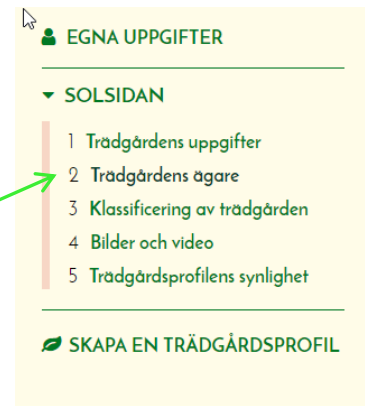 EGNA UPPGIFTER
SOLSIDAN
1 Trädgårdens uppgifter
2 Trädgårdens ägare
3 Klassificering av trädgården
4 Bilder och video
5 Trädgårdsprofilens synlighet
SKAPA EN TRÄDGÅRDSPROFIL